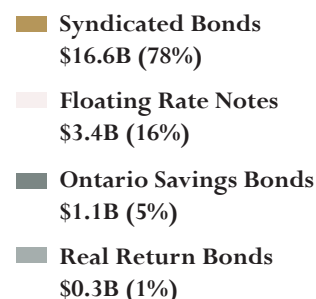 Syndicated Bonds
$16.6B (78%)
Floating Rate Notes
$3.4B (16%)
Ontario Savings Bonds
$1.1B (5%)
Real Return Bonds
$0.3B (1%)